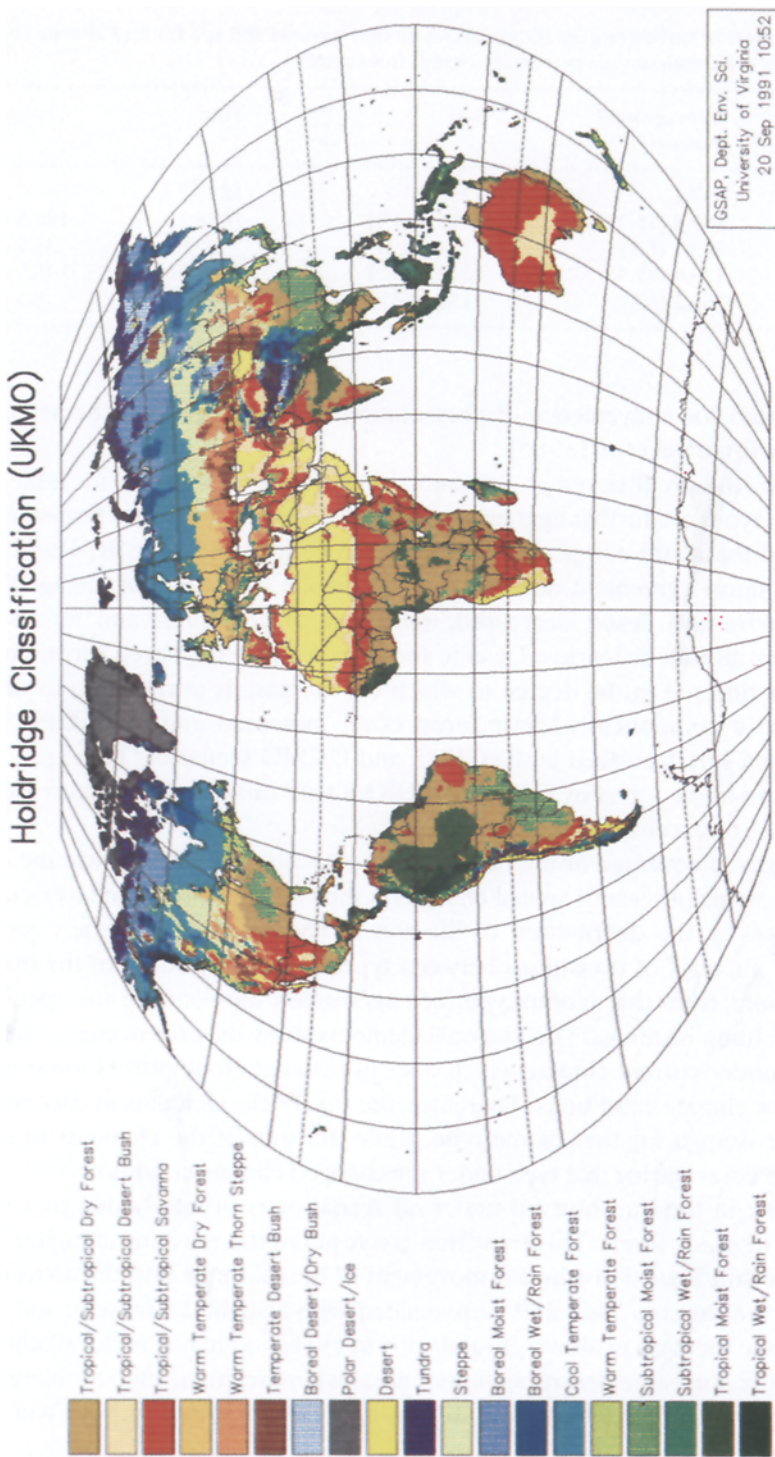 Holdridge Classification (UKMO)
Tropical/Subtropical Dry Forest
Tropical/Subtropical Desert Bush
Tropical/Subtropical Savanna
Warm Temperate Dry Forest
Warm Temperate Thorn Steppe
Temperate Desert Bush
Boreal Desert/Dry Bush
Polar Desert/Ice
Desert
Tundra
Steppe
Boreal Moist Forest
Boreal Wet/Rain Forest
Cool Temperate Forest
Warm Temperate Forest
Subtropical Moist Forest
Subtropical Wet/Rain Forest
Tropical Moist Forest
Tropical Wet/Rain Forest
GSAP, Dept. Env. Sci.
University of Virginia
20 Sep 1991 10:52